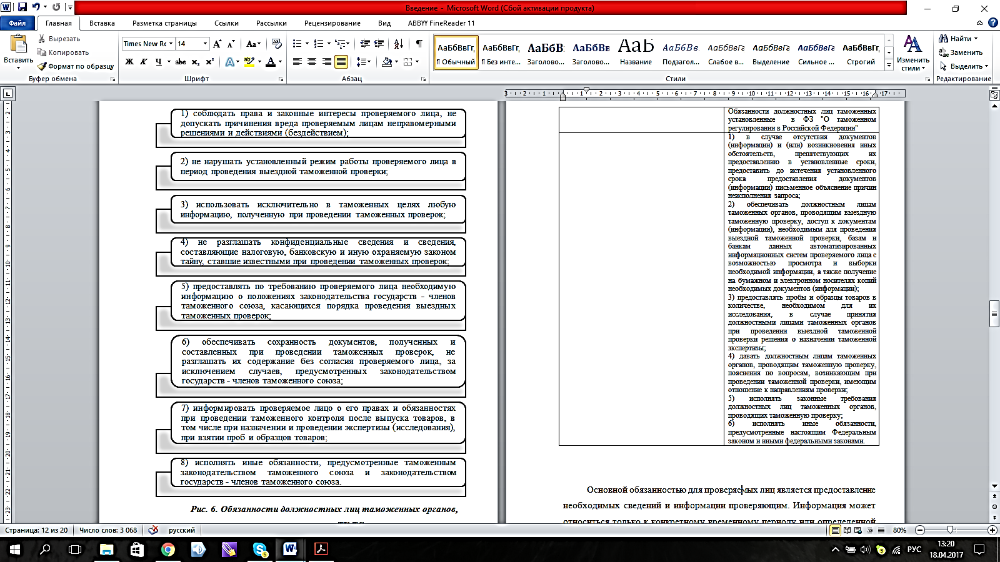 Введение - Microsoft Word (Сбой активации продукта)
Файл
Главная
Вставка
Разметка страницы
Ссылки
Рассылки
Рецензирование
Вид
ABBYY FineReader 11
Вставить
Вырезать
Копировать
Формат по образцу
Буфер обмена
Times New Rc
14
Шрифт
Абзац
АаБбВвГг,
¶ Обычный
АаБбВвГг,
¶ Без инте...
АаБбВ:
Заголово...
АаБбВв
Заголово...
АаБ
Название
АаБбВв.
Подзагол...
АаБбВвГг
Слабое в...
АаБбВвГг
Выделение
АаБбВвГг
Сильное ...
АаБбВвГг,
Строгий
Изменить
стили
Стили
Найти
Заменить
Выделить
Редактирование
1) соблюдать права и законные интересы проверяемого лица, не
допускать причинения вреда проверяемым лицам неправомерными
решениями и действиями (бездействием);
2) не нарушать установленный режим работы проверяемого лица в
период проведения выездной таможенной проверки;
3) использовать исключительно в таможенных целях любую
информацию, полученную при проведении таможенных проверок;
4) не разглашать конфиденциальные сведения и сведения,
составляющие налоговую, банковскую и иную охраняемую законом
тайну, ставшие известными при проведении таможенных проверок;
5) предоставлять по требованию проверяемого лица необходимую
информацию о положениях законодательства государств - членов
таможенного союза, касающихся порядка проведения выездных
таможенных проверок;
6) обеспечивать сохранность документов, полученных и
составленных при проведении таможенных проверок, не
разглашать их содержание без согласия проверяемого лица, за
исключением случаев, предусмотренных законодательством
государств - членов таможенного союза;
7) информировать проверяемое лицо о его правах и обязанностях
при проведении таможенного контроля после выпуска товаров, в
том числе при назначении и проведении экспертизы (исследования),
при взятии проб и образцов товаров;
8) исполнять иные обязанности, предусмотренные таможенным
законодательством таможенного союза и законодательством
государств - членов таможенного союза.
Рис. 6. Обязанности должностных лиц таможенных органов,
Обязанности должностных лиц таможенных
установленные в ФЗ "О таможенном
регулировании в Российской Федерации"
1) в случае отсутствия документов
(информации) и (или) возникновения иных
обстоятельств, препятствующих их
предоставлению в установленные сроки,
предоставить до истечения установленного
срока предоставления документов
(информации) письменное объяснение причин
неисполнения запроса;
2) обеспечивать должностным лицам
таможенных органов, проводящим выездную
таможенную проверку, доступ к документам
(информации), необходимым для проведения
выездной таможенной проверки, базам и
банкам данных автоматизированных
информационных систем проверяемого лица с
возможностью просмотра и выборки
необходимой информации, а также получение
на бумажном и электронном носителях копий
необходимых документов (информации);
3) предоставлять пробы и образцы товаров в
количестве, необходимом для их
исследования, в случае принятия
должностными лицами таможенных органов
при проведении выездной таможенной
проверки решения о назначении таможенной
экспертизы;
4) давать должностным лицам таможенных
органов, проводящим таможенную проверку,
пояснения по вопросам, возникающим при
проведении таможенной проверки, имеющим
отношение к направлениям проверки;
5) исполнять законные требования
должностных лиц таможенных органов,
проводящих таможенную проверку;
6) исполнять иные обязанности,
предусмотренные настоящим Федеральным
законом и иными федеральными законами.
Основной обязанностью для проверяемых лиц является предоставление
необходимых сведений и информации проверяющим. Информация может
относиться только к конкретному временному периоду или определенной
Страница: 12 из 20
Число слов: 3 068
русский
80%
РУС
13:20
18.04.2017